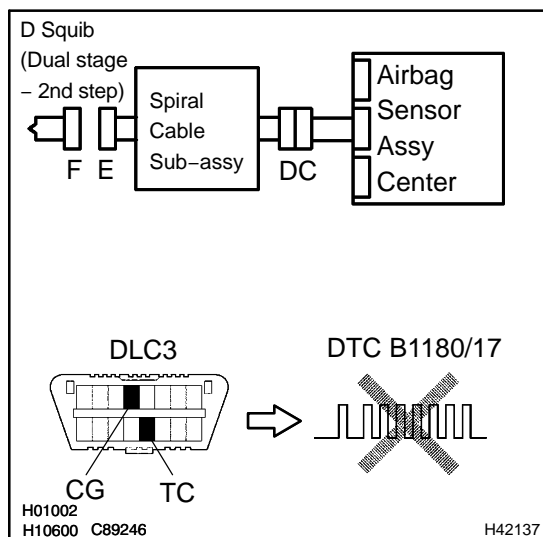 D Squib
(Dual stage
– 2nd step)
Spiral
Cable
Sub–assy
Airbag
Sensor
Assy
Center
F E DC
DLC3
DTC B1180/17
CG TC
H01002
H10600 C89246
H42137